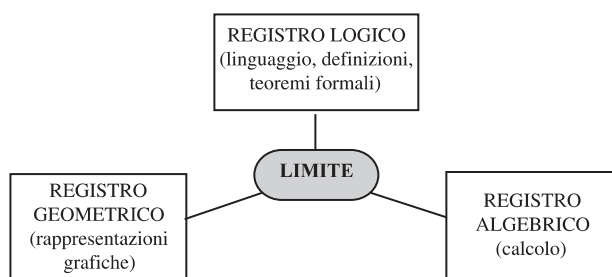 REGISTRO LOGICO
(linguaggio, definizioni,
teoremi formali)
LIMITE
REGISTRO
GEOMETRICO
(rappresentazioni
grafiche)
REGISTRO
ALGEBRICO
(calcolo)